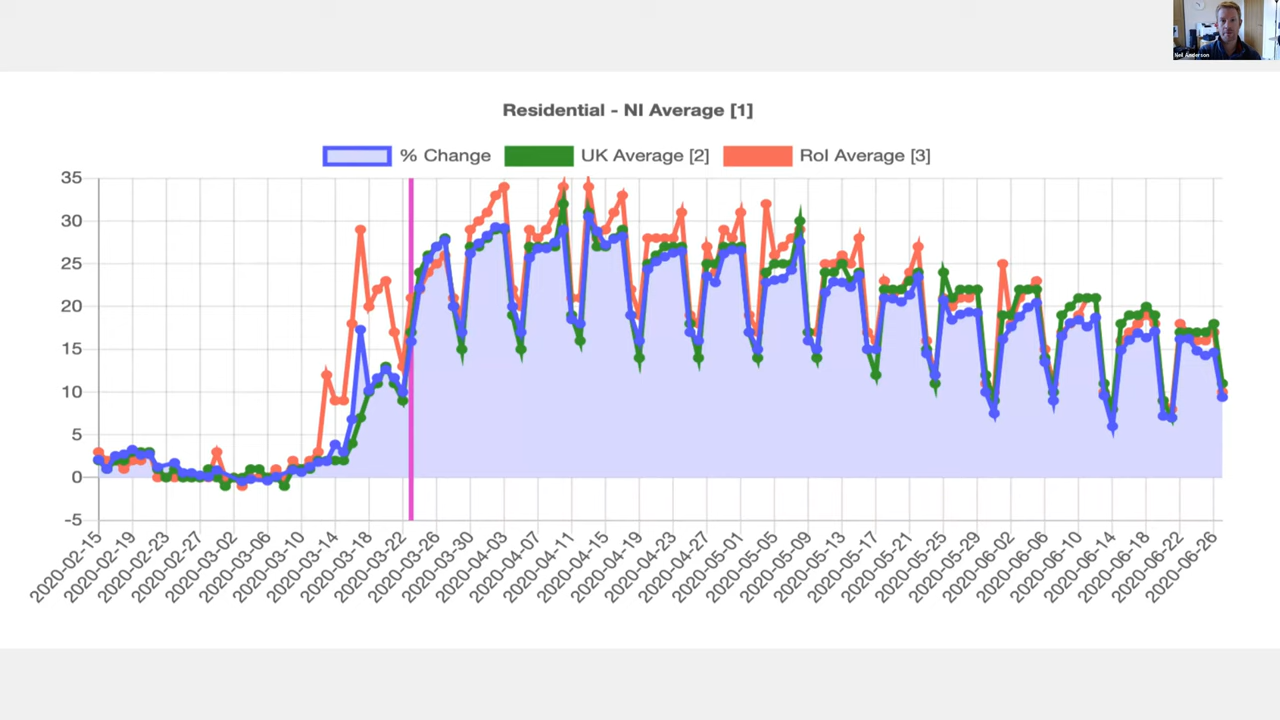 Neil Anderson
Residential - NI Average [1]
% Change UK Average [2] RoI Average [3]
35
30
25
20
15
10
5
0
-5
2020-02-15 2020-02-19 2020-02-23 2020-02-27 2020-03-02 2020-03-06 2020-03-10 2020-03-14 2020-03-18 2020-03-22 2020-03-26 2020-03-30 2020-04-03 2020-04-07 2020-04-11 2020-04-15 2020-04-19 2020-04-23 2020-04-27 2020-05-01 2020-05-05 2020-05-09 2020-05-13 2020-05-17 2020-05-21 2020-05-25 2020-05-29 2020-06-02 2020-06-06 2020-06-10 2020-06-14 2020-06-18 2020-06-22 2020-06-26